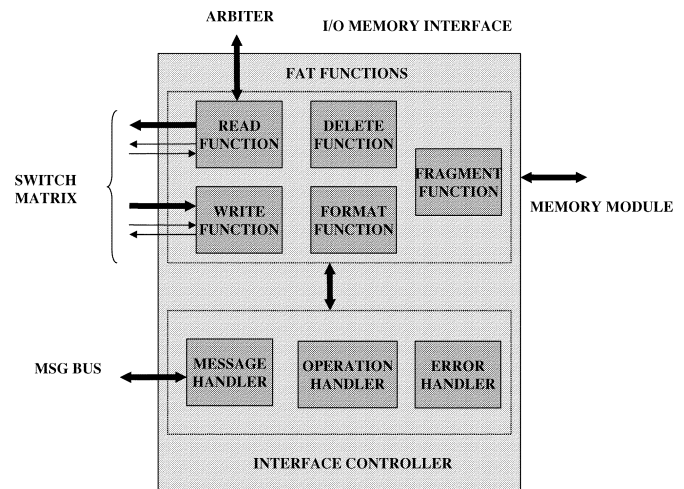 ARBITER
I/O MEMORY INTERFACE
FAT FUNCTIONS
READ
FUNCTION
DELETE
FUNCTION
FRAGMENT
FUNCTION
SWITCH
MATRIX
WRITE
FUNCTION
FORMAT
FUNCTION
MEMORY MODULE
MSG BUS
MESSAGE
HANDLER
OPERATION
HANDLER
ERROR
HANDLER
INTERFACE CONTROLLER